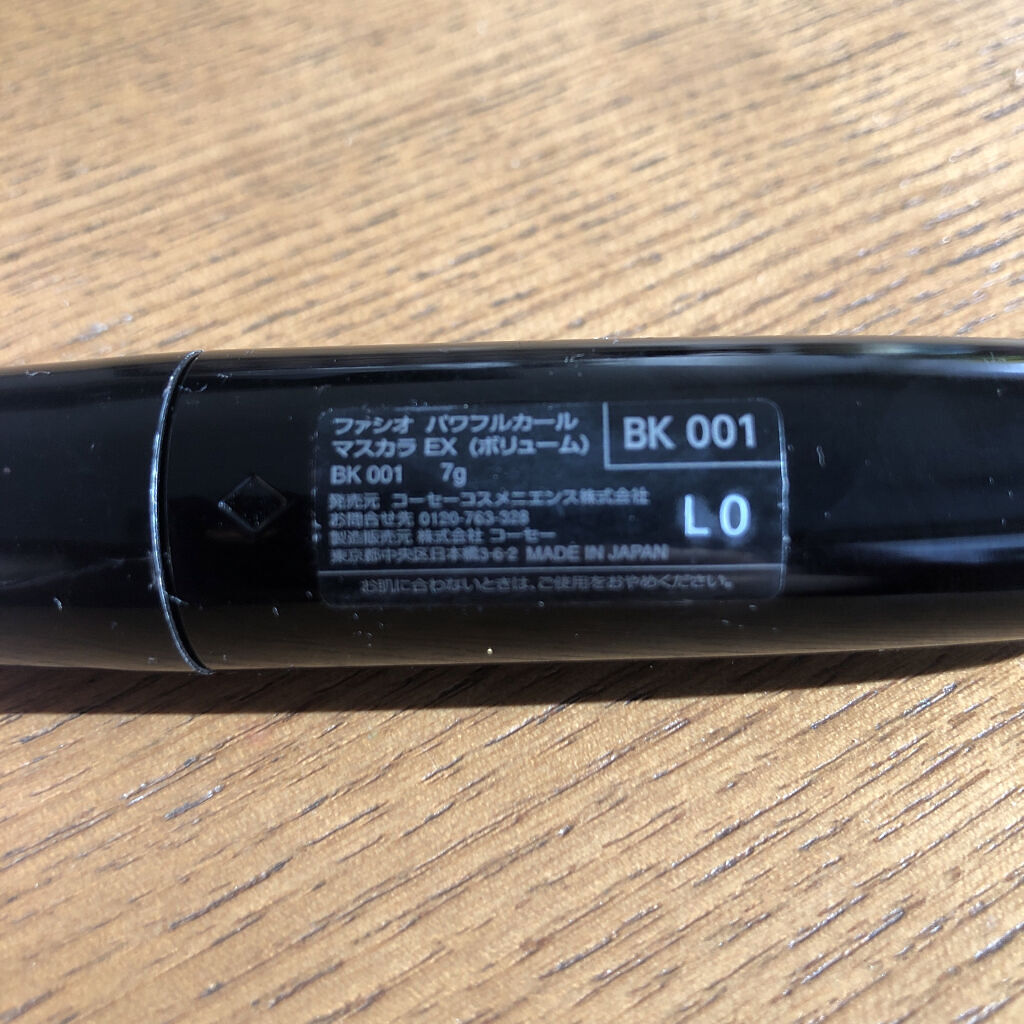 ファシオ パワフルカール
マスカラ EX（ボリューム）
BK 001 7g
BK 001
L0
発売元 コーセーコスメニエンス株式会社
お問合せ先 0120-763-328
製造販売元 株式会社 コーセー
東京都中央区日本橋3-6-2 MADE IN JAPAN
お肌に合わないときは、ご使用をおやめください。